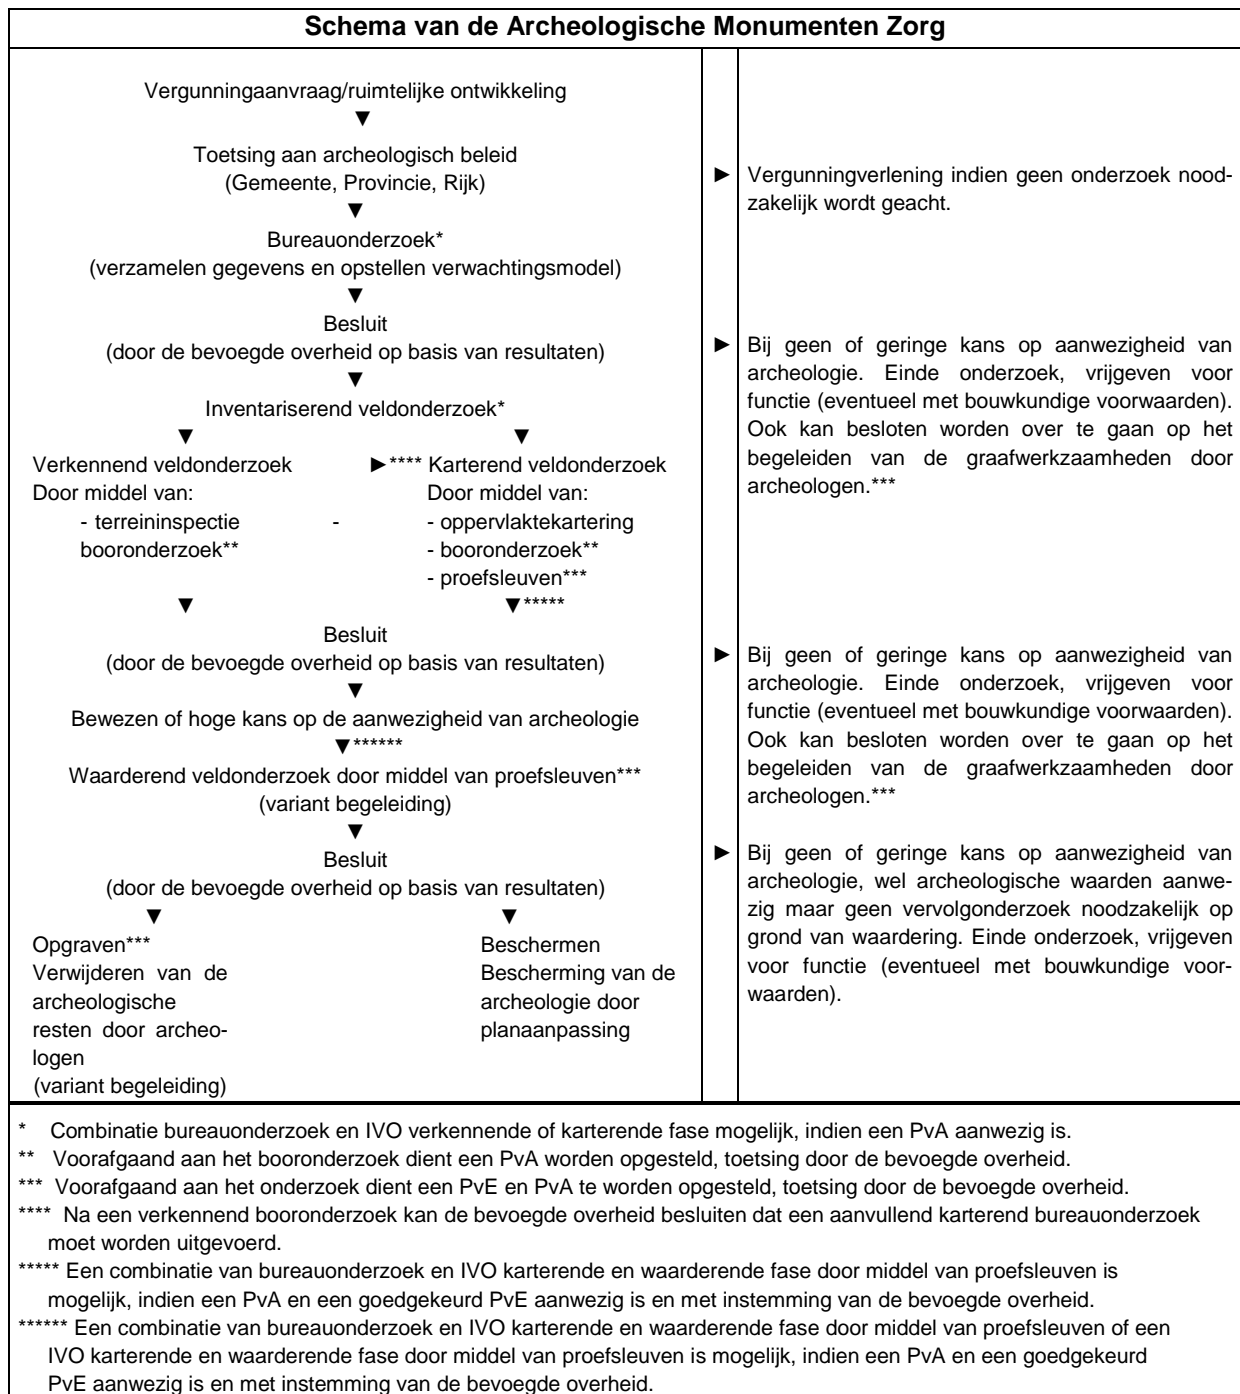 Schema van de Archeologische Monumenten Zorg
Vergunningaanvraag/ruimtelijke ontwikkeling
▼
Toetsing aan archeologisch beleid
(Gemeente, Provincie, Rijk)
▼
► Vergunningverlening indien geen onderzoek nood-
zakelijk wordt geacht.
Bureauonderzoek*
(verzamelen gegevens en opstellen verwachtingsmodel)
▼
Besluit
(door de bevoegde overheid op basis van resultaten)
▼
► Bij geen of geringe kans op aanwezigheid van
archeologie. Einde onderzoek, vrijgeven voor
functie (eventueel met bouwkundige voorwaarden).
Ook kan besloten worden over te gaan op het
begeleiden van de graafwerkzaamheden door
archeologen.***
Inventariserend veldonderzoek*
▼ ▼
Verkennend veldonderzoek ►**** Karterend veldonderzoek
Door middel van: Door middel van:
- terreininspectie - - oppervlaktekartering
booronderzoek** - booronderzoek**
- proefsleuven***
▼ ▼*****
Besluit
(door de bevoegde overheid op basis van resultaten)
▼
► Bij geen of geringe kans op aanwezigheid van
archeologie. Einde onderzoek, vrijgeven voor
functie (eventueel met bouwkundige voorwaarden).
Ook kan besloten worden over te gaan op het
begeleiden van de graafwerkzaamheden door
archeologen.***
Bewezen of hoge kans op de aanwezigheid van archeologie
▼******
Waarderend veldonderzoek door middel van proefsleuven***
(variant begeleiding)
▼
Besluit
(door de bevoegde overheid op basis van resultaten)
▼ ▼
► Bij geen of geringe kans op aanwezigheid van
archeologie, wel archeologische waarden aanwe-
zig maar geen vervolgonderzoek noodzakelijk op
grond van waardering. Einde onderzoek, vrijgeven
voor functie (eventueel met bouwkundige voor-
waarden).
Opgraven*** Beschermen
Verwijderen van de Bescherming van de
archeologische archeologie door
resten door archeo- planaanpassing
logen
(variant begeleiding)
* Combinatie bureauonderzoek en IVO verkennende of karterende fase mogelijk, indien een PvA aanwezig is.
** Voorafgaand aan het booronderzoek dient een PvA worden opgesteld, toetsing door de bevoegde overheid.
*** Voorafgaand aan het onderzoek dient een PvE en PvA te worden opgesteld, toetsing door de bevoegde overheid.
**** Na een verkennend booronderzoek kan de bevoegde overheid besluiten dat een aanvullend karterend bureauonderzoek
moet worden uitgevoerd.
***** Een combinatie van bureauonderzoek en IVO karterende en waarderende fase door middel van proefsleuven is
mogelijk, indien een PvA en een goedgekeurd PvE aanwezig is en met instemming van de bevoegde overheid.
****** Een combinatie van bureauonderzoek en IVO karterende en waarderende fase door middel van proefsleuven of een
IVO karterende en waarderende fase door middel van proefsleuven is mogelijk, indien een PvA en een goedgekeurd
PvE aanwezig is en met instemming van de bevoegde overheid.